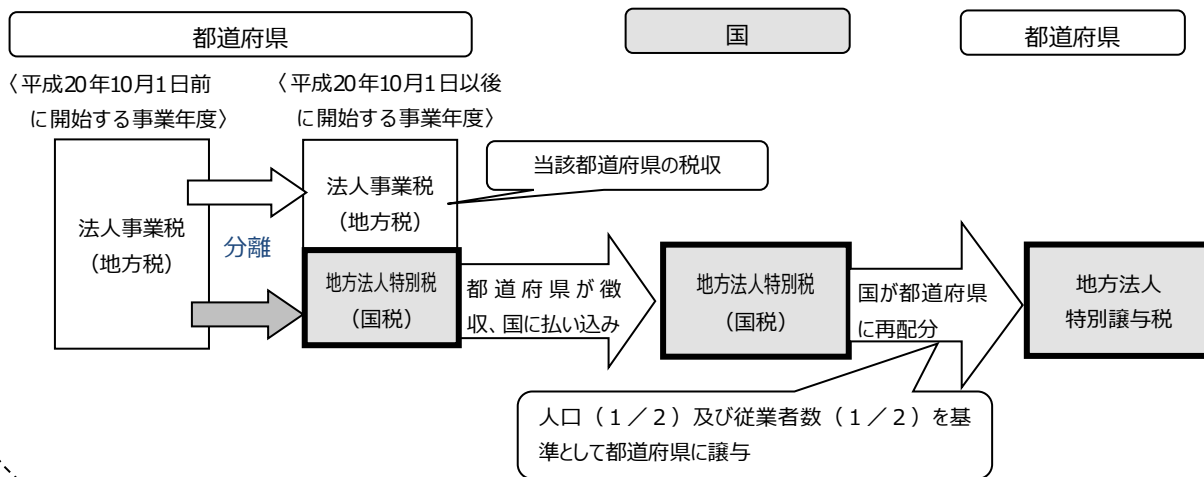 都道府県
国
都道府県
〈平成20年10月1日前
に開始する事業年度〉
〈平成20年10月1日以後
に開始する事業年度〉
当該都道府県の税収
法人事業税
（地方税）
分離
法人事業税
（地方税）
地方法人特別税
（国税）
都道府県が徴
収、国に払い込み
地方法人特別税
（国税）
国が都道府県
に再配分
地方法人
特別譲与税
人口（１／２）及び従業者数（１／２）を基
準として都道府県に譲与